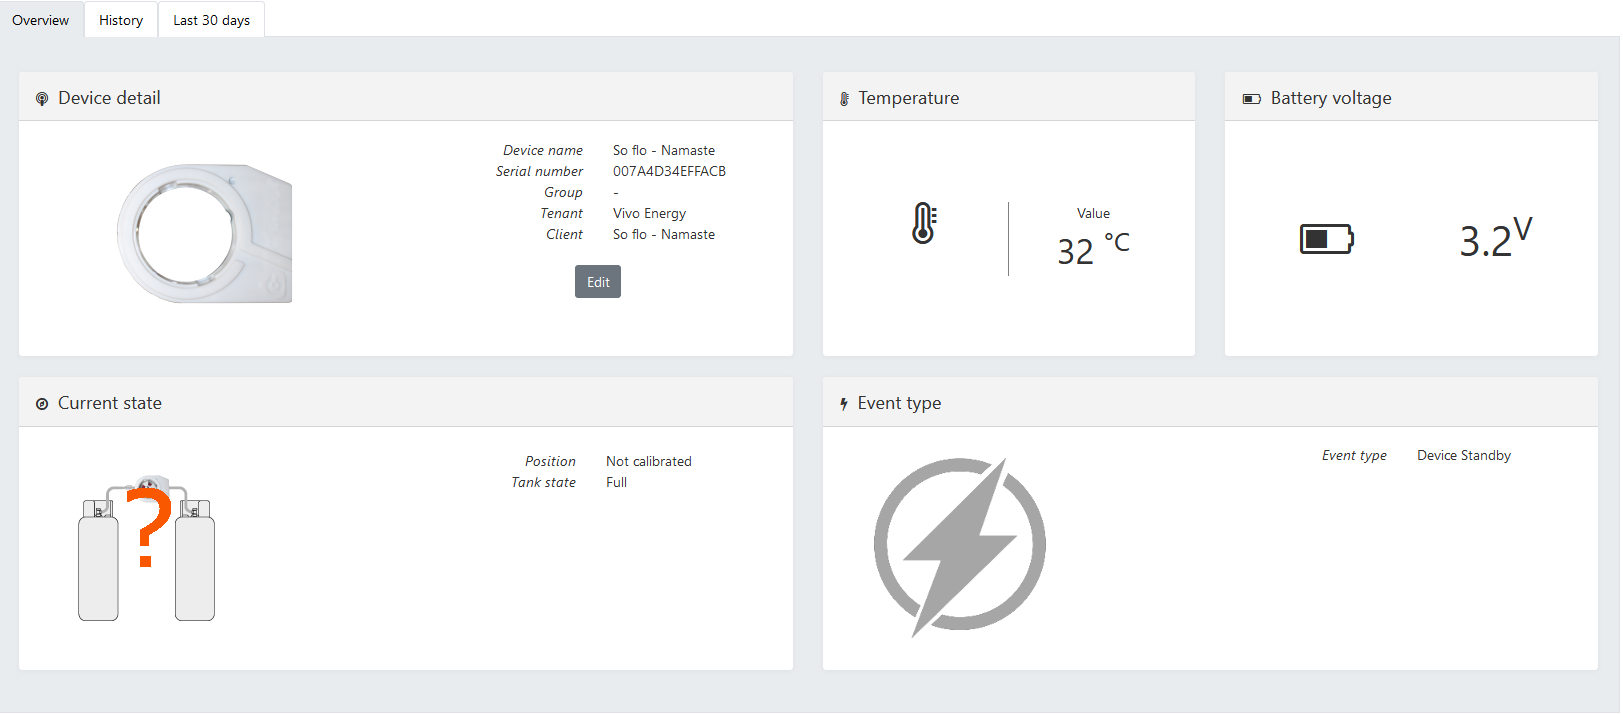 Overview History Last 30 days
Device detail
Device name So flo - Namaste
Serial number 007A4D34EFFACB
Group -
Tenant Vivo Energy
Client So flo - Namaste
Edit
Temperature
Value
32 °C
Battery voltage
3.2V
Current state
?
Position Not calibrated
Tank state Full
Event type
Event type Device Standby